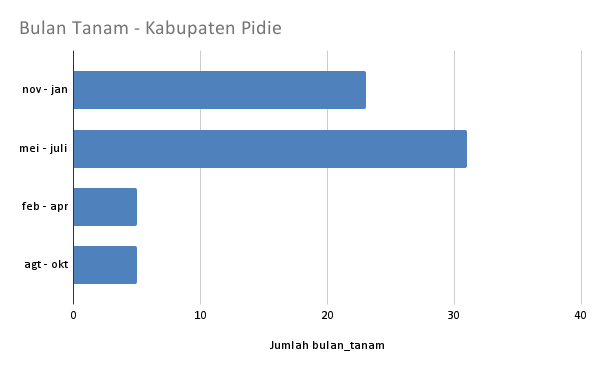 Bulan Tanam - Kabupaten Pidie
nov - jan
mei - juli
feb - apr
agt - okt
0 10 20 30 40
Jumlah bulan_tanam